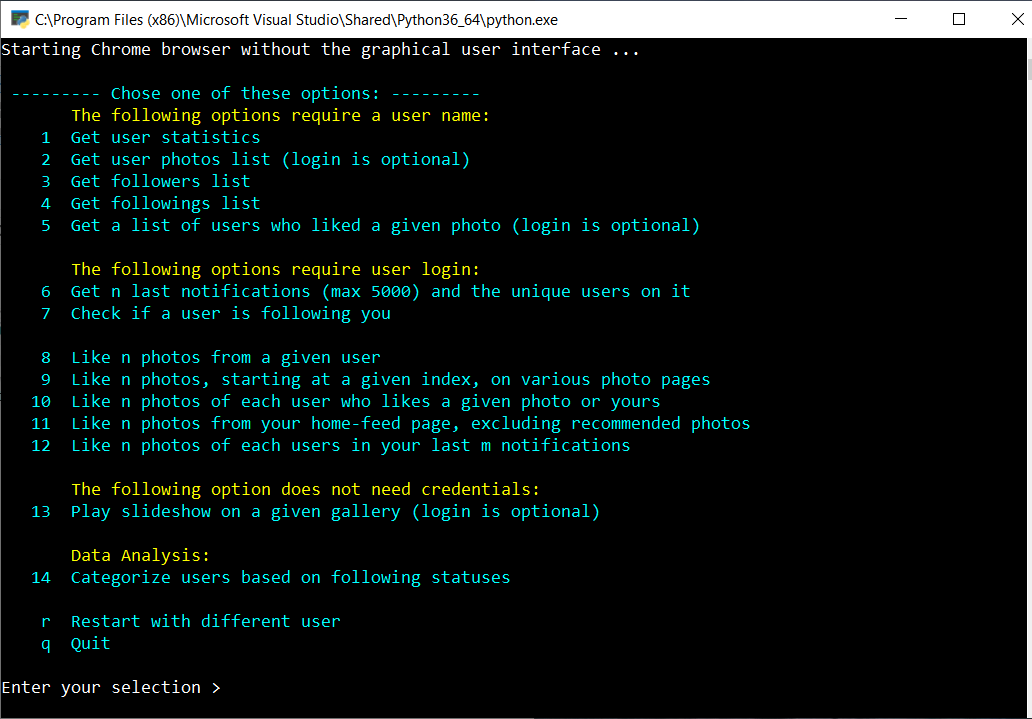 C:\Program Files (x86)\Microsoft Visual Studio\Shared\Python36_64\python.exe
Starting Chrome browser without the graphical user interface ...
--------- Chose one of these options: ---------
The following options require a user name:
1 Get user statistics
2 Get user photos list (login is optional)
3 Get followers list
4 Get followings list
5 Get a list of users who liked a given photo (login is optional)
The following options require user login:
6 Get n last notifications (max 5000) and the unique users on it
7 Check if a user is following you
8 Like n photos from a given user
9 Like n photos, starting at a given index, on various photo pages
10 Like n photos of each user who likes a given photo or yours
11 Like n photos from your home-feed page, excluding recommended photos
12 Like n photos of each users in your last m notifications
The following option does not need credentials:
13 Play slideshow on a given gallery (login is optional)
Data Analysis:
14 Categorize users based on following statuses
r Restart with different user
q Quit
Enter your selection >